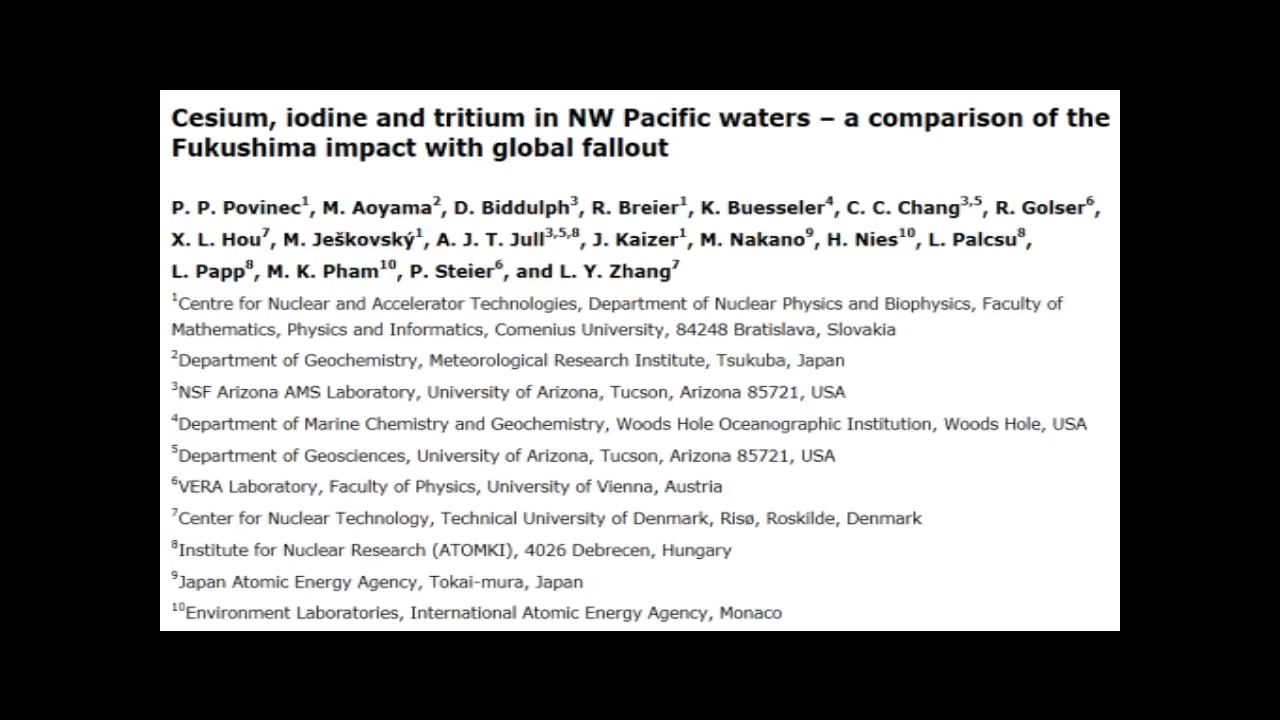 Cesium, iodine and tritium in NW Pacific waters – a comparison of the
Fukushima impact with global fallout
P. P. Povinec1, M. Aoyama2, D. Biddulph3, R. Breier1, K. Buesseler4, C. C. Chang3,5, R. Golser6,
X. L. Hou7, M. Ješkovský1, A. J. T. Jull3,5,8, J. Kaizer1, M. Nakano9, H. Nies10, L. Palcsu8,
L. Papp8, M. K. Pham10, P. Steier6, and L. Y. Zhang7
1Centre for Nuclear and Accelerator Technologies, Department of Nuclear Physics and Biophysics, Faculty of
Mathematics, Physics and Informatics, Comenius University, 84248 Bratislava, Slovakia
2Department of Geochemistry, Meteorological Research Institute, Tsukuba, Japan
3NSF Arizona AMS Laboratory, University of Arizona, Tucson, Arizona 85721, USA
4Department of Marine Chemistry and Geochemistry, Woods Hole Oceanographic Institution, Woods Hole, USA
5Department of Geosciences, University of Arizona, Tucson, Arizona 85721, USA
6VERA Laboratory, Faculty of Physics, University of Vienna, Austria
7Center for Nuclear Technology, Technical University of Denmark, Risø, Roskilde, Denmark
8Institute for Nuclear Research (ATOMKI), 4026 Debrecen, Hungary
9Japan Atomic Energy Agency, Tokai-mura, Japan
10Environment Laboratories, International Atomic Energy Agency, Monaco